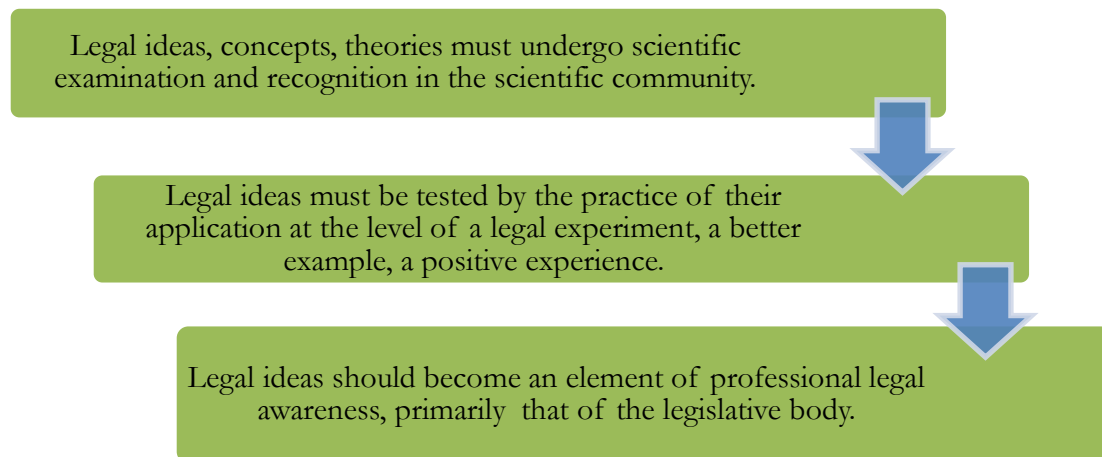 Legal ideas, concepts, theories must undergo scientific
examination and recognition in the scientific community.
Legal ideas must be tested by the practice of their
application at the level of a legal experiment, a better
example, a positive experience.
Legal ideas should become an element of professional legal
awareness, primarily that of the legislative body.